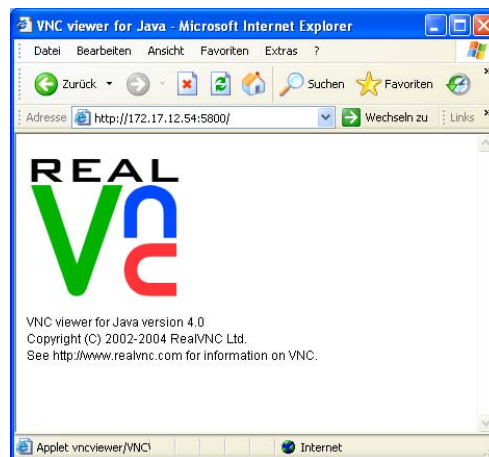 VNC viewer for Java - Microsoft Internet Explorer
Datei Bearbeiten Ansicht Favoriten Extras ?
Zurück Suchen Favoriten
Adresse http://172.17.12.54:5800/ Wechseln zu Links
REAL
Vnc
VNC viewer for Java version 4.0
Copyright (C) 2002-2004 RealVNC Ltd.
See http://www.realvnc.com for information on VNC.
Applet vncviewer/VNCV Internet